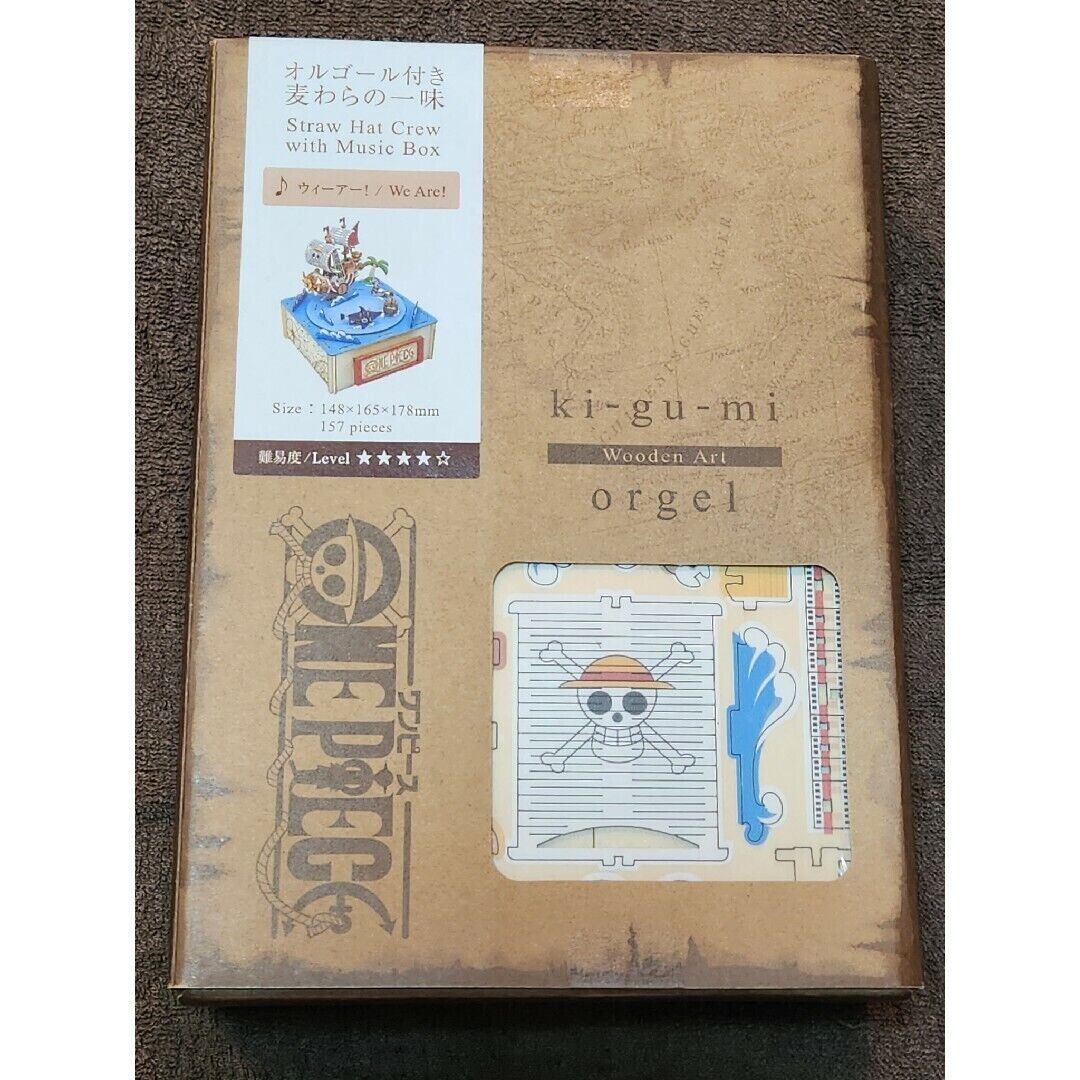 オルゴール付き
麦わらの一味
Straw Hat Crew
with Music Box
♪ ウィーアー! / We Are!
ONE PIECE
Size : 148×165×178mm
157 pieces
難易度/Level ★★★★☆
ki-gu-mi
Wooden Art
orgel
ONE PIECE
ワンピース